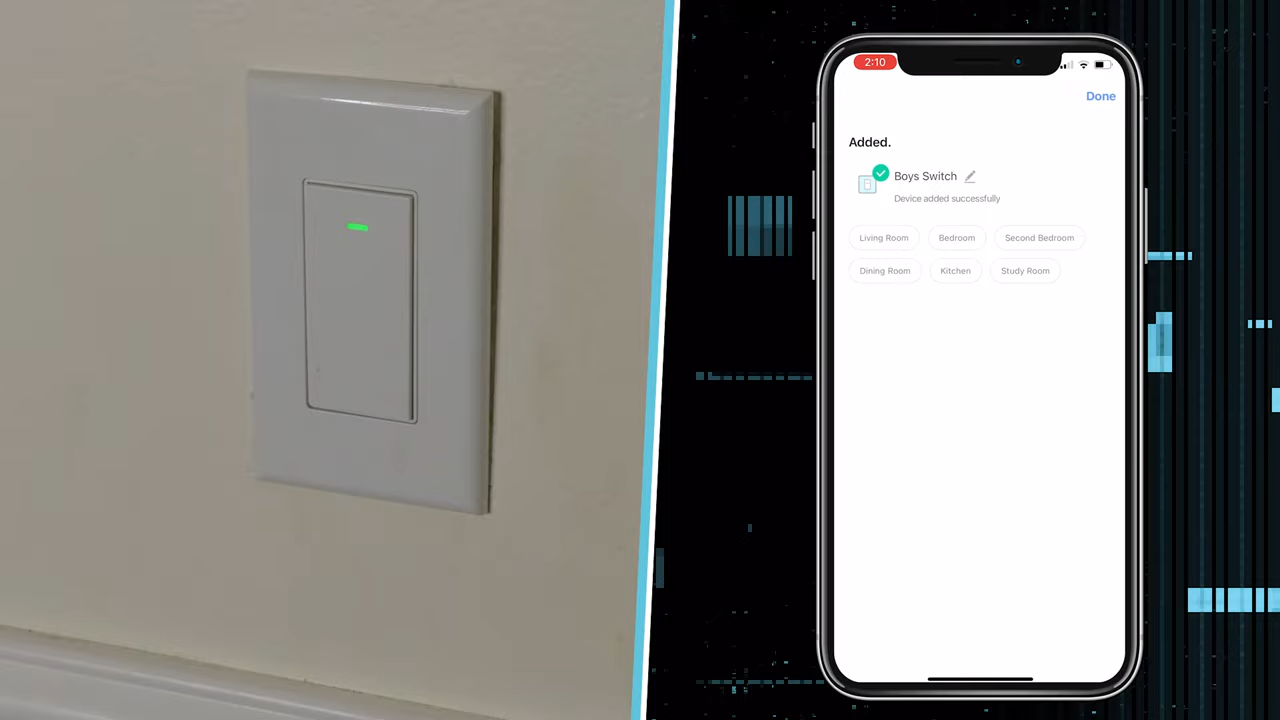 2:10
Done
Added.
Boys Switch
Device added successfully
Living Room Bedroom Second Bedroom
Dining Room Kitchen Study Room